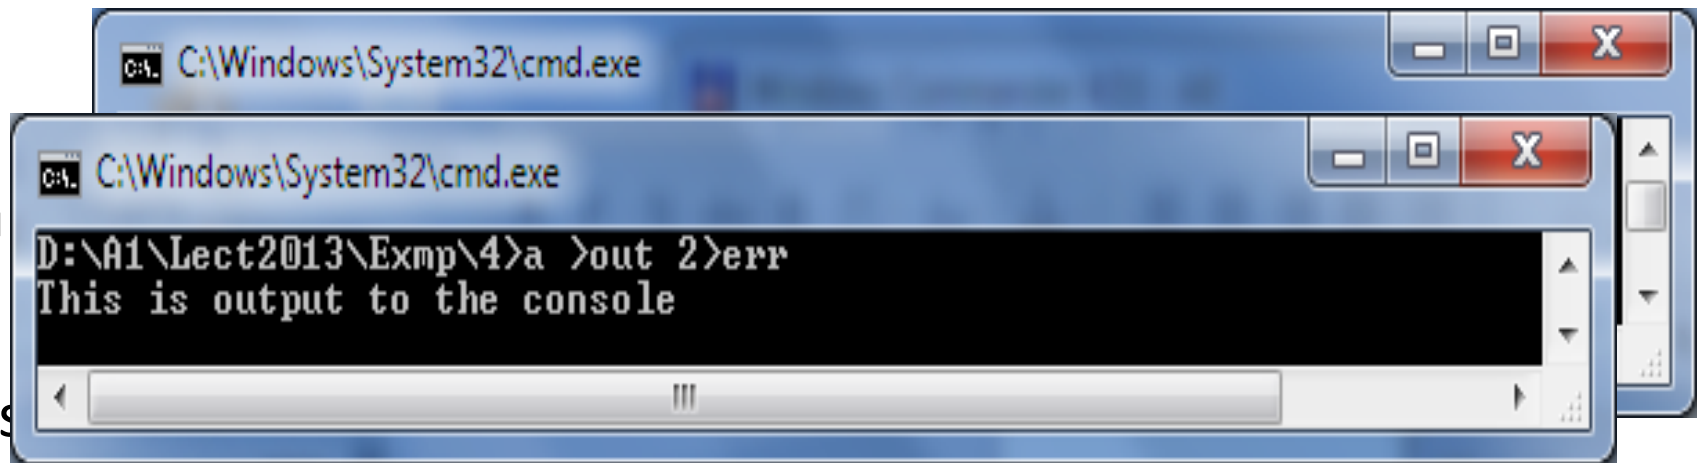 C:\Windows\System32\cmd.exe
C:\Windows\System32\cmd.exe
D:\A1\Lect2013\Exmp\4>a >out 2>err
This is output to the console